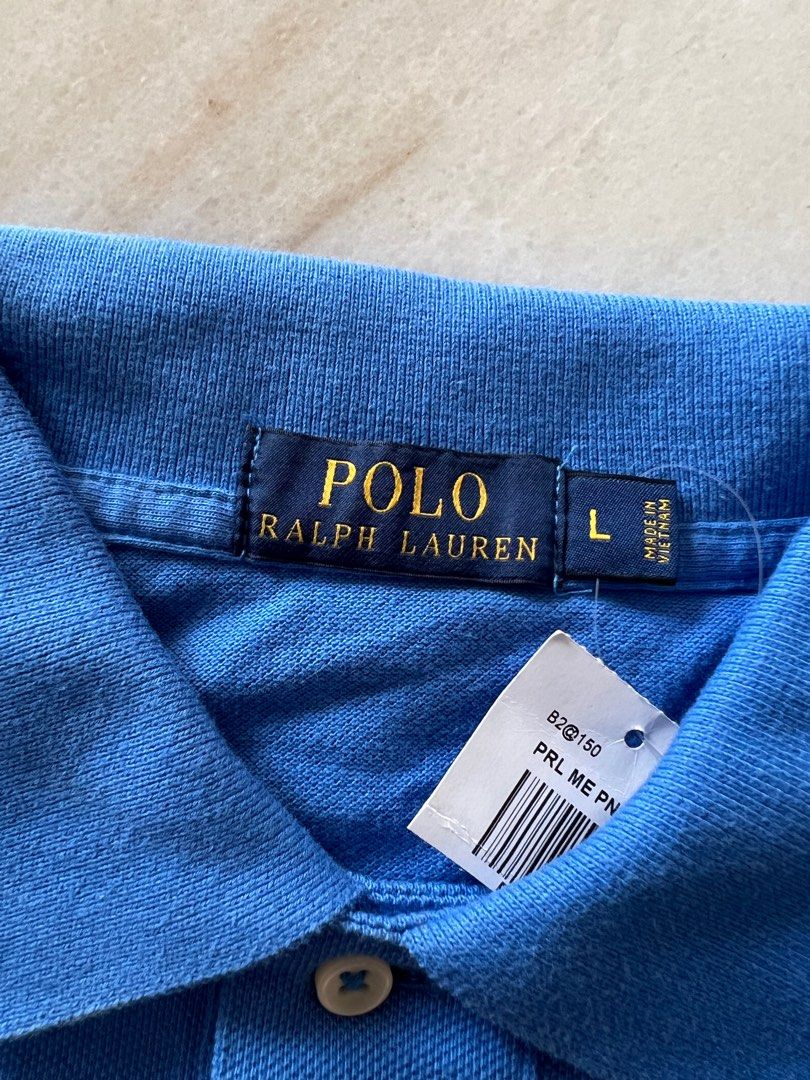 POLO
RALPH LAUREN
L
MADE IN
VIETNAM
B2@150
PRL ME PN